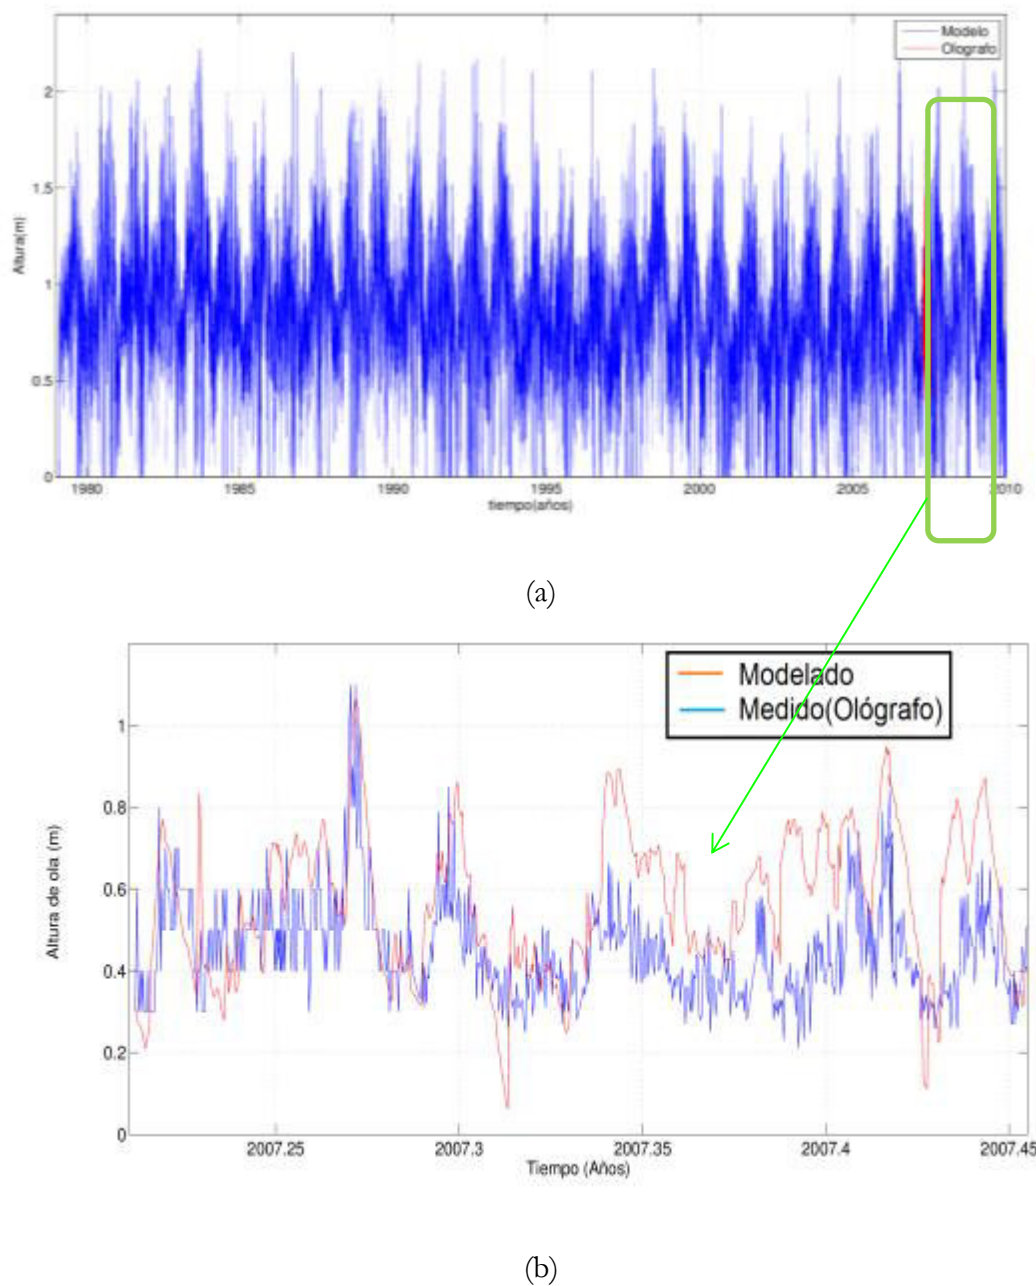 Modelo
Ológrafo
2
1.5
1
0.5
0
Altura(m)
1980 1985 1990 1995 2000 2005 2010
tiempo(años)
(a)
Modelado
Medido(Ológrafo)
1
0.8
0.6
0.4
0.2
0
Altura de ola (m)
2007.25 2007.3 2007.35 2007.4 2007.45
Tiempo (Años)
(b)